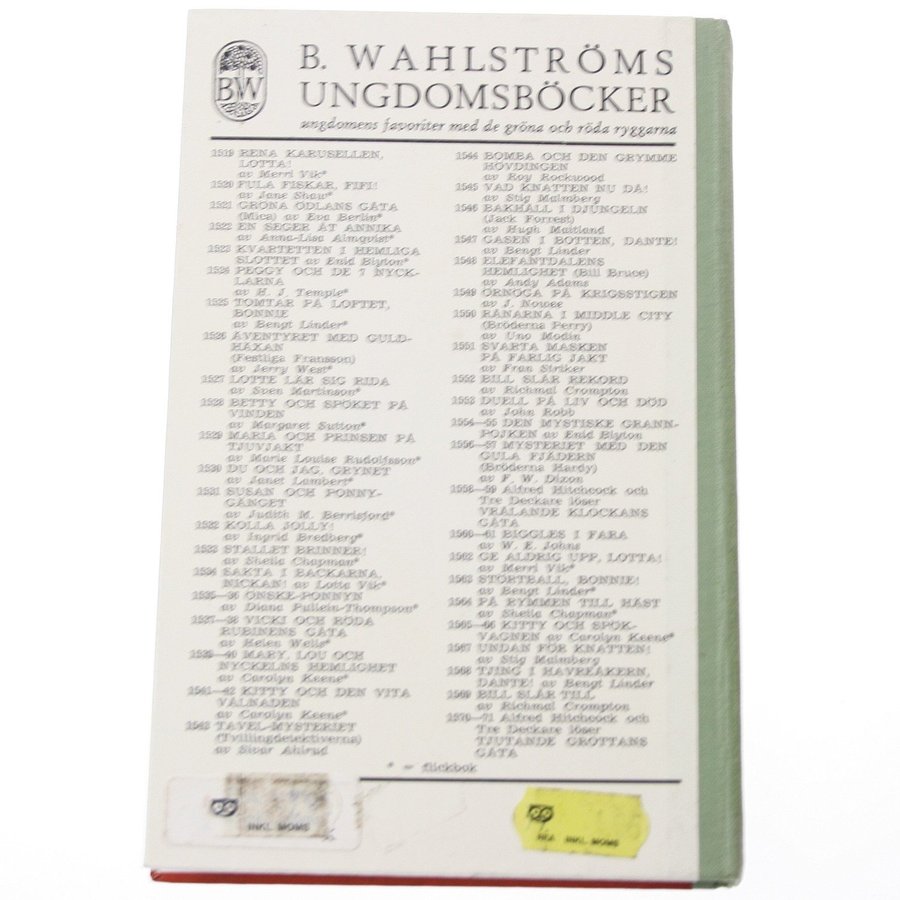 BW
B. WAHLSTRÖMS
UNGDOMSBÖCKER
ungdomens favoriter med de gröna och röda ryggarna
1519 RENA KARUSELLEN,
LOTTA!
av Merri Vik*
1520 FULA FISKAR, FIFI!
av Jane Shaw*
1521 GRÖNA ÖDLANS GÅTA
(Mica) av Eva Berlin*
1522 EN SEGER ÅT ANNIKA
av Anna-Lisa Almqvist*
1523 KVARTETTEN I HEMLIGA
SLOTTET av Enid Blyton*
1524 PEGGY OCH DE 7 NYCK-
LARNA
av H. J. Temple*
1525 TOMTAR PÅ LOFTET,
BONNIE
av Bengt Linder*
1526 ÄVENTYRET MED GULD-
HÄXAN
(Festliga Fransson)
av Jerry West*
1527 LOTTE LÄR SIG RIDA
av Sven Martinson*
1528 BETTY OCH SPÖKET PÅ
VINDEN
av Margaret Sutton*
1529 MARIA OCH PRINSEN PÅ
TJUVJAKT
av Marie Louise Rudolfsson*
1530 DU OCH JAG, GRYNET
av Janet Lambert*
1531 SUSAN OCH PONNY-
GÄNGET
av Judith M. Berrisford*
1532 KOLLA JOLLY!
av Ingrid Bredberg*
1533 STALLET BRINNER!
av Sheila Chapman*
1534 SAKTA I BACKARNA,
NICKAN! av Lotta Vik*
1535—36 ÖNSKE-PONNYN
av Diana Pullein-Thompson*
1537—38 VICKI OCH RÖDA
RUBINENS GÅTA
av Helen Wells*
1539—40 MARY, LOU OCH
NYCKELNS HEMLIGHET
av Carolyn Keene*
1541—42 KITTY OCH DEN VITA
VÅLNADEN
av Carolyn Keene*
1543 TAVEL-MYSTERIET
(Tvillingdetektiverna)
av Sivar Ahlrud
1544 BOMBA OCH DEN GRYMME
HÖVDINGEN
av Roy Rockwood
1545 VAD KNATTEN NU DÅ!
av Stig Malmberg
1546 BAKHÅLL I DJUNGELN
(Jack Forrest)
av Hugh Maitland
1547 GASEN I BOTTEN, DANTE!
av Bengt Linder
1548 ELEFANTDALENS
HEMLIGHET (Bill Bruce)
av Andy Adams
1549 ÖRNÖGA PÅ KRIGSSTIGEN
av J. Nowee
1550 RÅNARNA I MIDDLE CITY
(Bröderna Perry)
av Uno Modin
1551 SVARTA MASKEN
PÅ FARLIG JAKT
av Fran Striker
1552 BILL SLÅR REKORD
av Richmal Crompton
1553 DUELL PÅ LIV OCH DÖD
av John Robb
1554—55 DEN MYSTISKE GRANN-
POJKEN av Enid Blyton
1556—57 MYSTERIET MED DEN
GULA FJÄDERN
(Bröderna Hardy)
av F. W. Dixon
1558—59 Alfred Hitchcock och
Tre Deckare löser
VRÅLANDE KLOCKANS
GÅTA
1560—61 BIGGLES I FARA
av W. E. Johns
1562 GE ALDRIG UPP, LOTTA!
av Merri Vik*
1563 STÖRTBALL, BONNIE!
av Bengt Linder*
1564 PÅ RYMMEN TILL HÄST
av Sheila Chapman*
1565—66 KITTY OCH SPÖK-
VAGNEN av Carolyn Keene*
1567 UNDAN FÖR KNATTEN!
av Stig Malmberg
1568 TJING I HAVREÅKERN,
DANTE! av Bengt Linder
1569 BILL SLÅR TILL
av Richmal Crompton
1570—71 Alfred Hitchcock och
Tre Deckare löser
TJUTANDE GROTTANS
GÅTA
* = flickbok
INKL. MOMS
INKL. MOMS